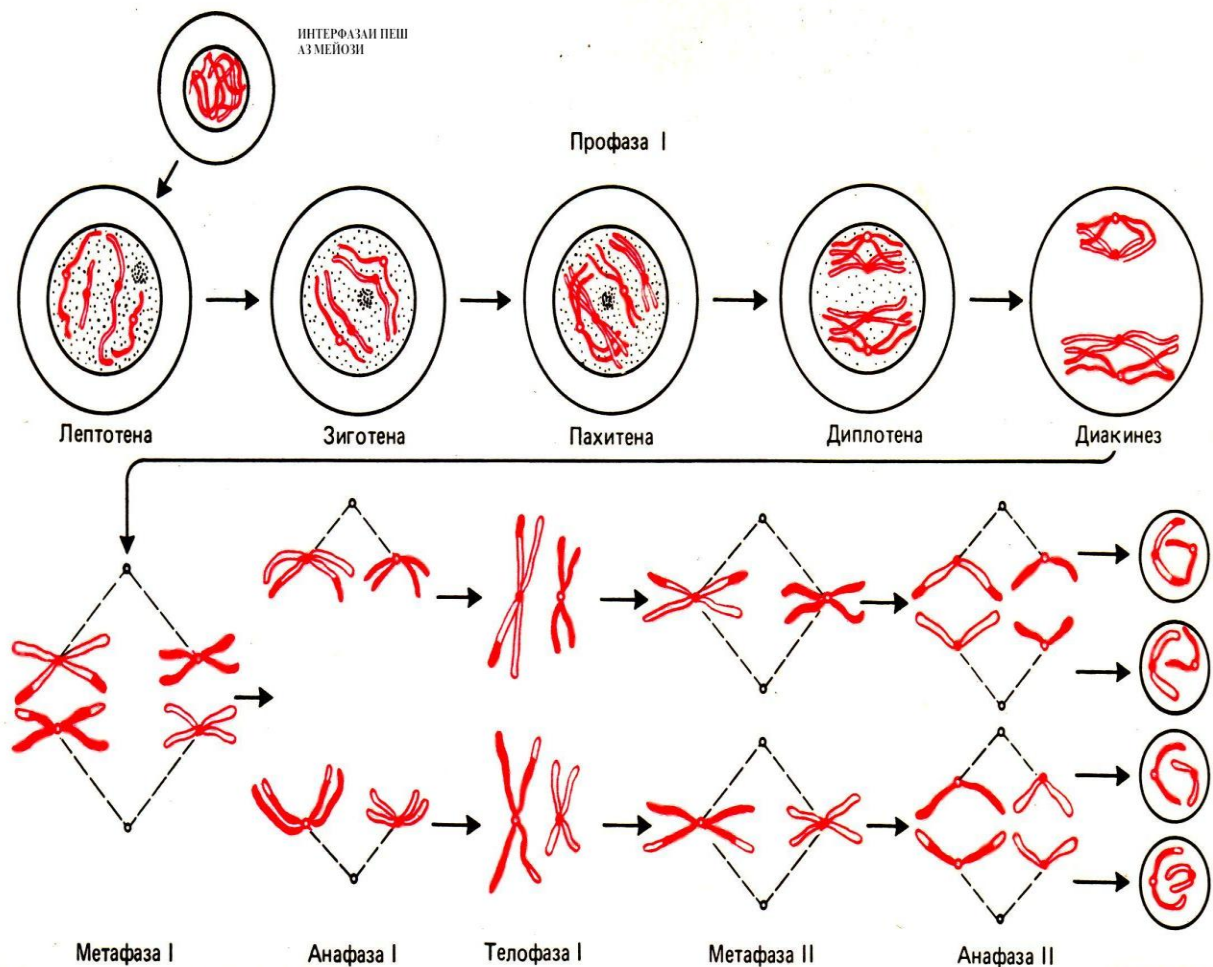 ИНТЕРФАЗАИ ПЕШ
АЗ МЕЙОЗИ
Профаза I
Лептотена
Зиготена
Пахитена
Диплотена
Диакинез
Метафаза I
Анафаза I
Телофаза I
Метафаза II
Анафаза II